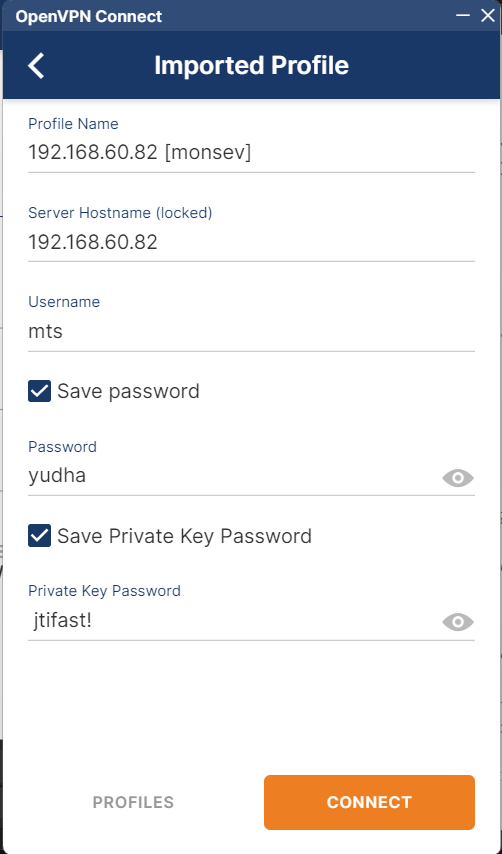 OpenVPN Connect
Imported Profile
Profile Name
192.168.60.82 [monsev]
Server Hostname (locked)
192.168.60.82
Username
mts
Save password
Password
yudha
Save Private Key Password
Private Key Password
jtifast!
PROFILES
CONNECT